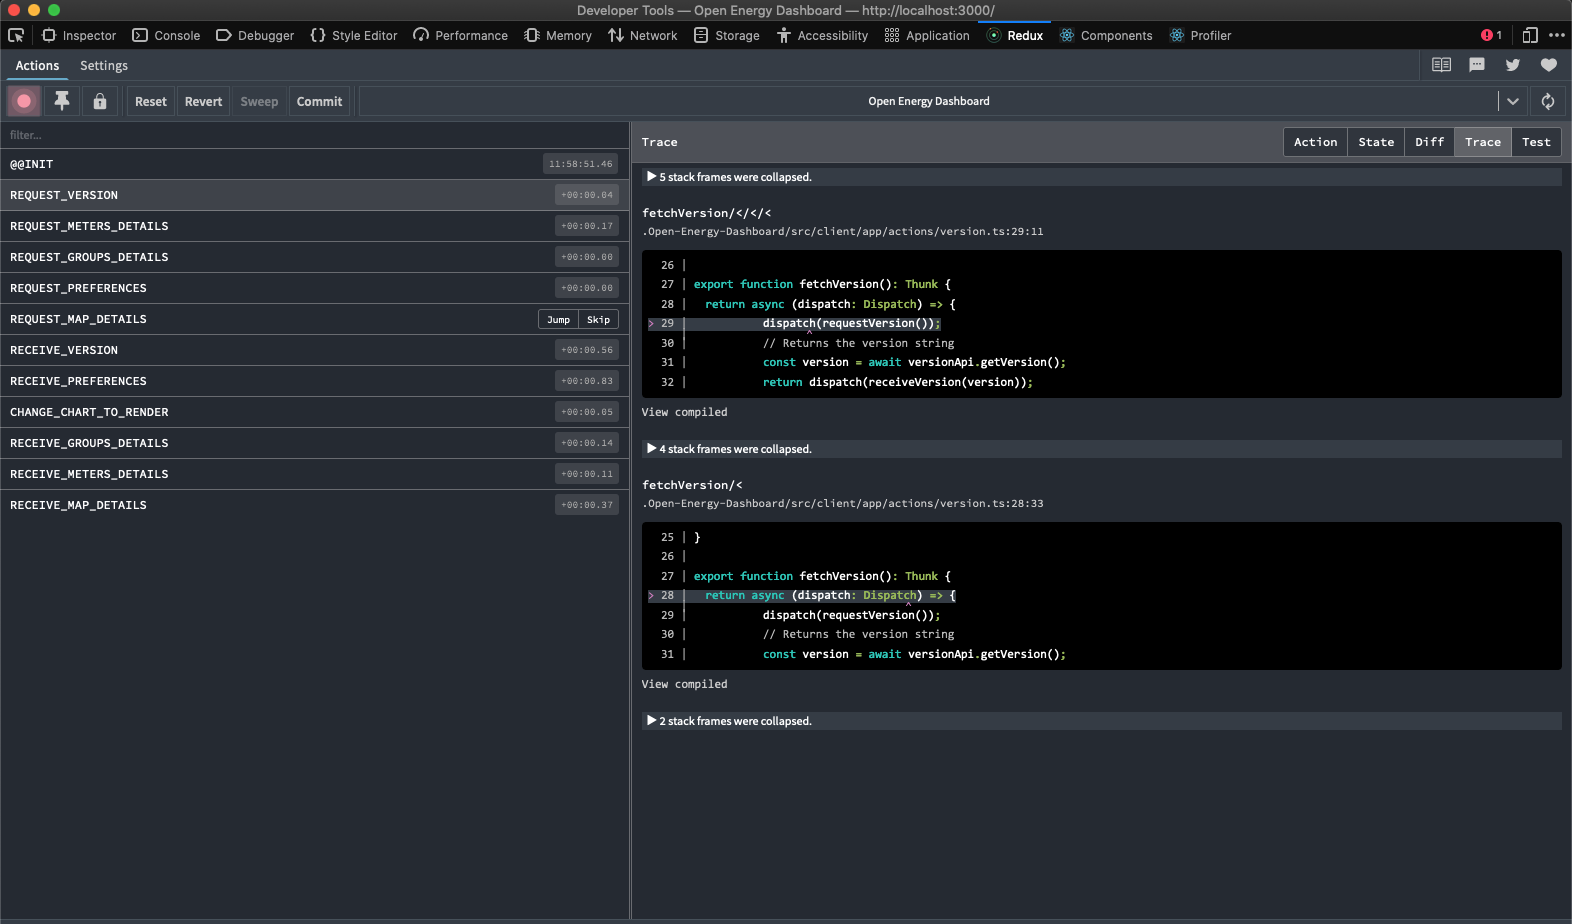 Developer Tools — Open Energy Dashboard — http://localhost:3000/
Inspector Console Debugger {} Style Editor Performance Memory Network Storage Accessibility Application Redux Components Profiler 1
Actions Settings
Reset Revert Sweep Commit Open Energy Dashboard
filter...
@@INIT 11:58:51.46
REQUEST_VERSION +00:00.04
REQUEST_METERS_DETAILS +00:00.17
REQUEST_GROUPS_DETAILS +00:00.00
REQUEST_PREFERENCES +00:00.00
REQUEST_MAP_DETAILS Jump Skip
RECEIVE_VERSION +00:00.56
RECEIVE_PREFERENCES +00:00.83
CHANGE_CHART_TO_RENDER +00:00.05
RECEIVE_GROUPS_DETAILS +00:00.14
RECEIVE_METERS_DETAILS +00:00.11
RECEIVE_MAP_DETAILS +00:00.37
Trace Action State Diff Trace Test
▶ 5 stack frames were collapsed.
fetchVersion/</</<
.Open-Energy-Dashboard/src/client/app/actions/version.ts:29:11
26 |
27 | export function fetchVersion(): Thunk {
28 | return async (dispatch: Dispatch) => {
> 29 | dispatch(requestVersion());
| ^
30 | // Returns the version string
31 | const version = await versionApi.getVersion();
32 | return dispatch(receiveVersion(version));
View compiled
▶ 4 stack frames were collapsed.
fetchVersion/<
.Open-Energy-Dashboard/src/client/app/actions/version.ts:28:33
25 | }
26 |
27 | export function fetchVersion(): Thunk {
> 28 | return async (dispatch: Dispatch) => {
| ^
29 | dispatch(requestVersion());
30 | // Returns the version string
31 | const version = await versionApi.getVersion();
View compiled
▶ 2 stack frames were collapsed.